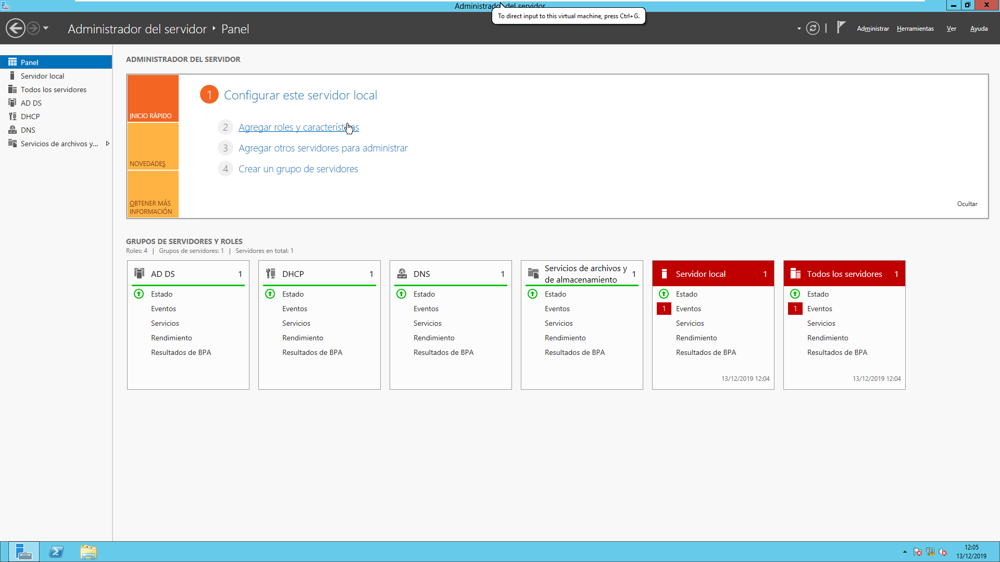 Administrador del servidor
To direct input to this virtual machine, press Ctrl+G.
Administrador del servidor ‣ Panel
Administrar
Herramientas
Ver
Ayuda
Panel
Servidor local
Todos los servidores
AD DS
DHCP
DNS
Servicios de archivos y...
ADMINISTRADOR DEL SERVIDOR
INICIO RÁPIDO
NOVEDADES
OBTENER MÁS
INFORMACIÓN
1 Configurar este servidor local
2 Agregar roles y características
3 Agregar otros servidores para administrar
4 Crear un grupo de servidores
Ocultar
GRUPOS DE SERVIDORES Y ROLES
Roles: 4 | Grupos de servidores: 1 | Servidores en total: 1
AD DS 1
Estado
Eventos
Servicios
Rendimiento
Resultados de BPA
DHCP 1
Estado
Eventos
Servicios
Rendimiento
Resultados de BPA
DNS 1
Estado
Eventos
Servicios
Rendimiento
Resultados de BPA
Servicios de archivos y
de almacenamiento 1
Estado
Eventos
Servicios
Rendimiento
Resultados de BPA
Servidor local 1
Estado
1 Eventos
Servicios
Rendimiento
Resultados de BPA
13/12/2019 12:04
Todos los servidores 1
Estado
1 Eventos
Servicios
Rendimiento
Resultados de BPA
13/12/2019 12:04
12:05
13/12/2019